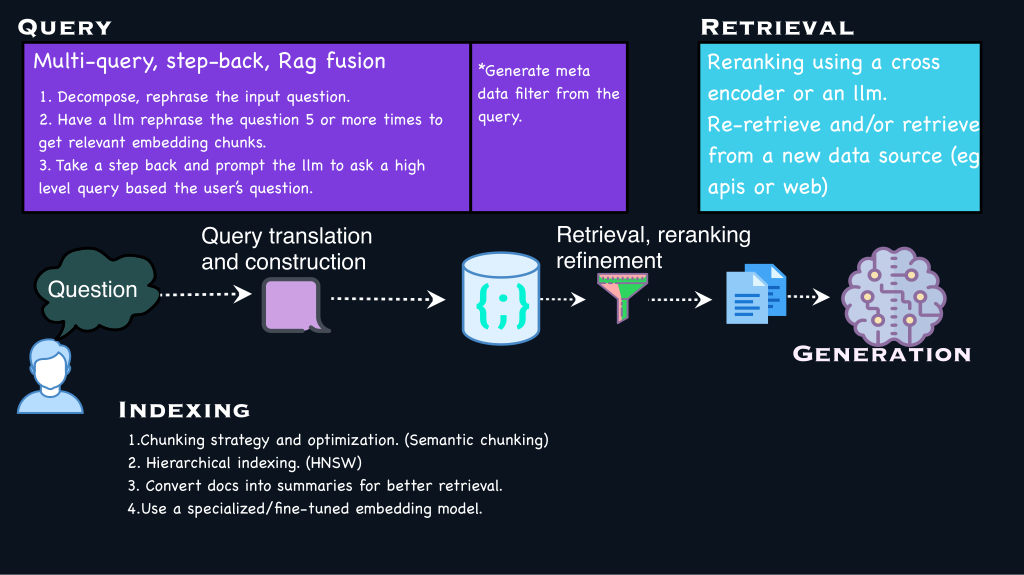 QUERY
Multi-query, step-back, Rag fusion
1. Decompose, rephrase the input question.
2. Have a llm rephrase the question 5 or more times to
get relevant embedding chunks.
3. Take a step back and prompt the llm to ask a high
level query based the user's question.
*Generate meta
data filter from the
query.
RETRIEVAL
Reranking using a cross
encoder or an llm.
Re-retrieve and/or retrieve
from a new data source (eg
apis or web)
Query translation
and construction
Retrieval, reranking
refinement
Question
{;}
GENERATION
INDEXING
1.Chunking strategy and optimization. (Semantic chunking)
2. Hierarchical indexing. (HNSW)
3. Convert docs into summaries for better retrieval.
4.Use a specialized/fine-tuned embedding model.